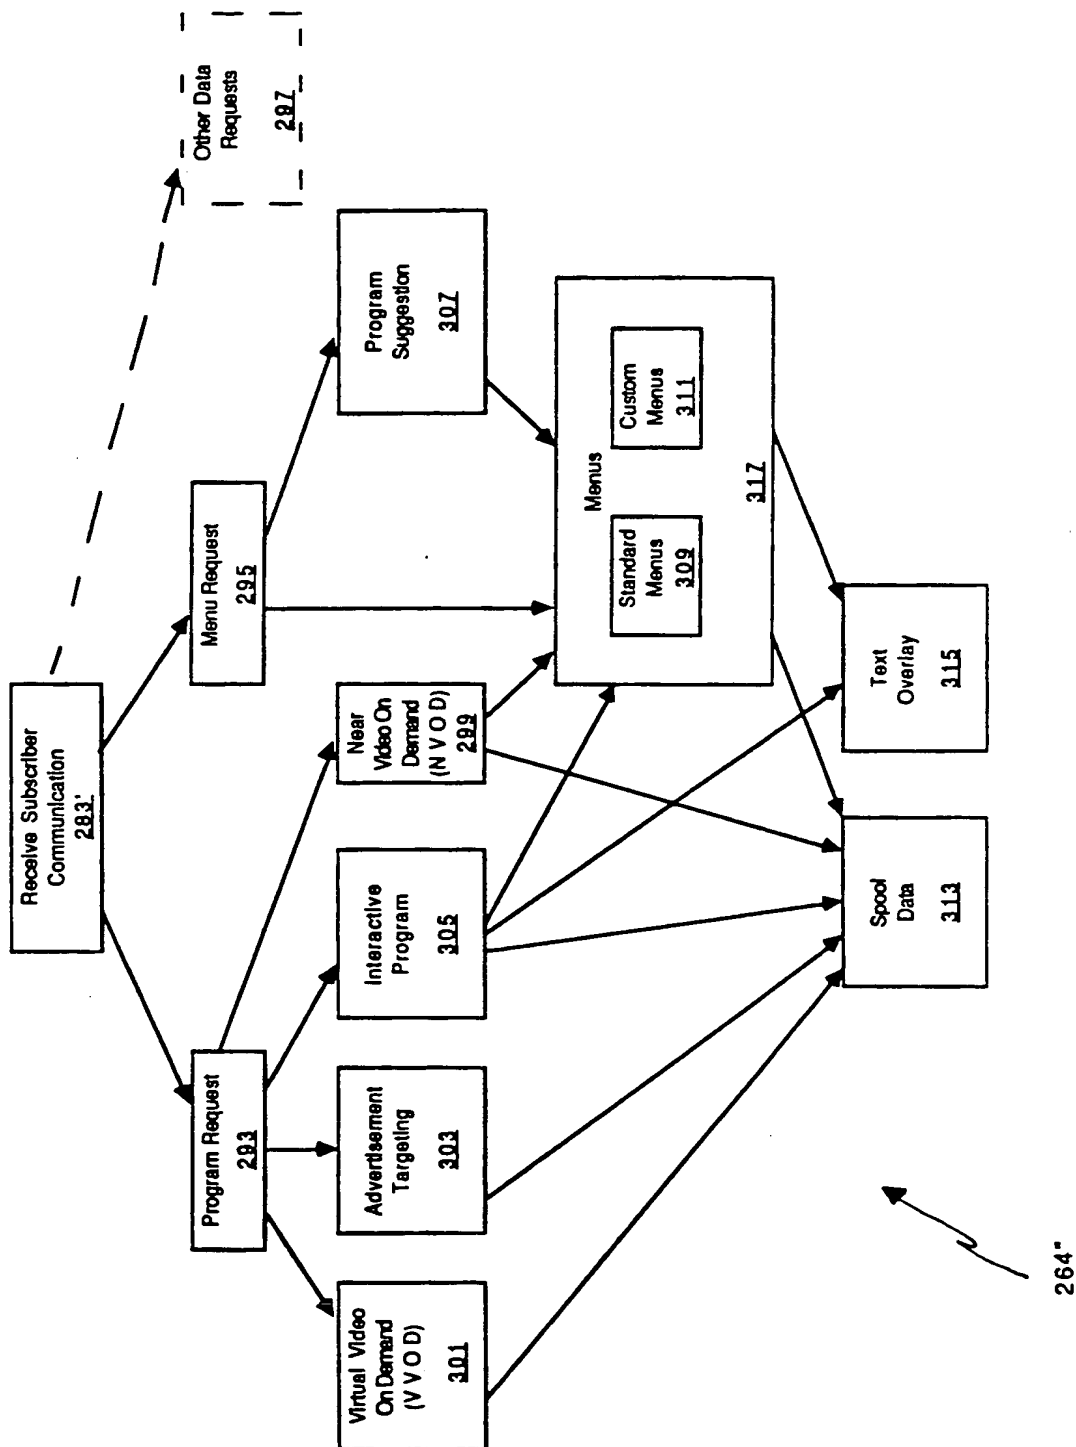 Receive Subscriber
Communication
283'
Program Request
293
Menu Request
295
Other Data
Requests
297
Virtual Video
On Demand
(V V O D)
301
Advertisement
Targeting
303
Interactive
Program
305
Near
Video On
Demand
(N V O D)
299
Program
Suggestion
307
Menus
Standard
Menus
309
Custom
Menus
311
317
Spool
Data
313
Text
Overlay
315
264"